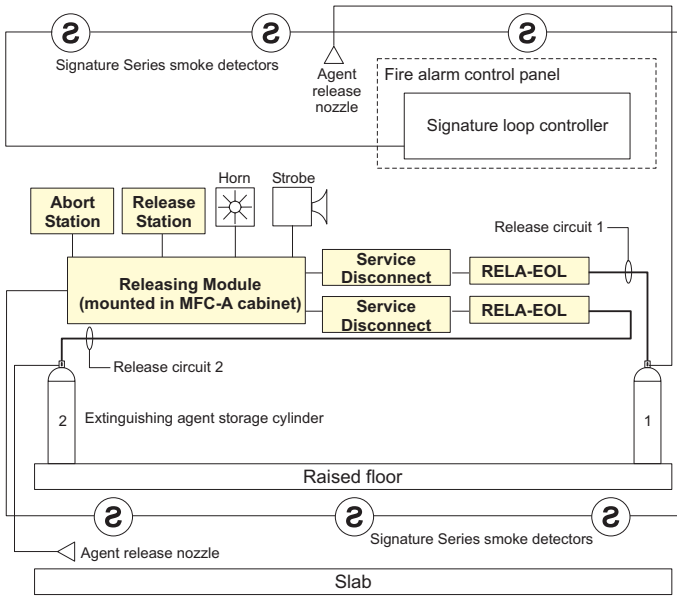 S
S
S
Signature Series smoke detectors
Agent
release
nozzle
Fire alarm control panel
Signature loop controller
Abort
Station
Release
Station
Horn
Strobe
Release circuit 1
Service
Disconnect
RELA-EOL
Releasing Module
(mounted in MFC-A cabinet)
Service
Disconnect
RELA-EOL
Release circuit 2
2
Extinguishing agent storage cylinder
1
Raised floor
S
S
S
Signature Series smoke detectors
Agent release nozzle
Slab